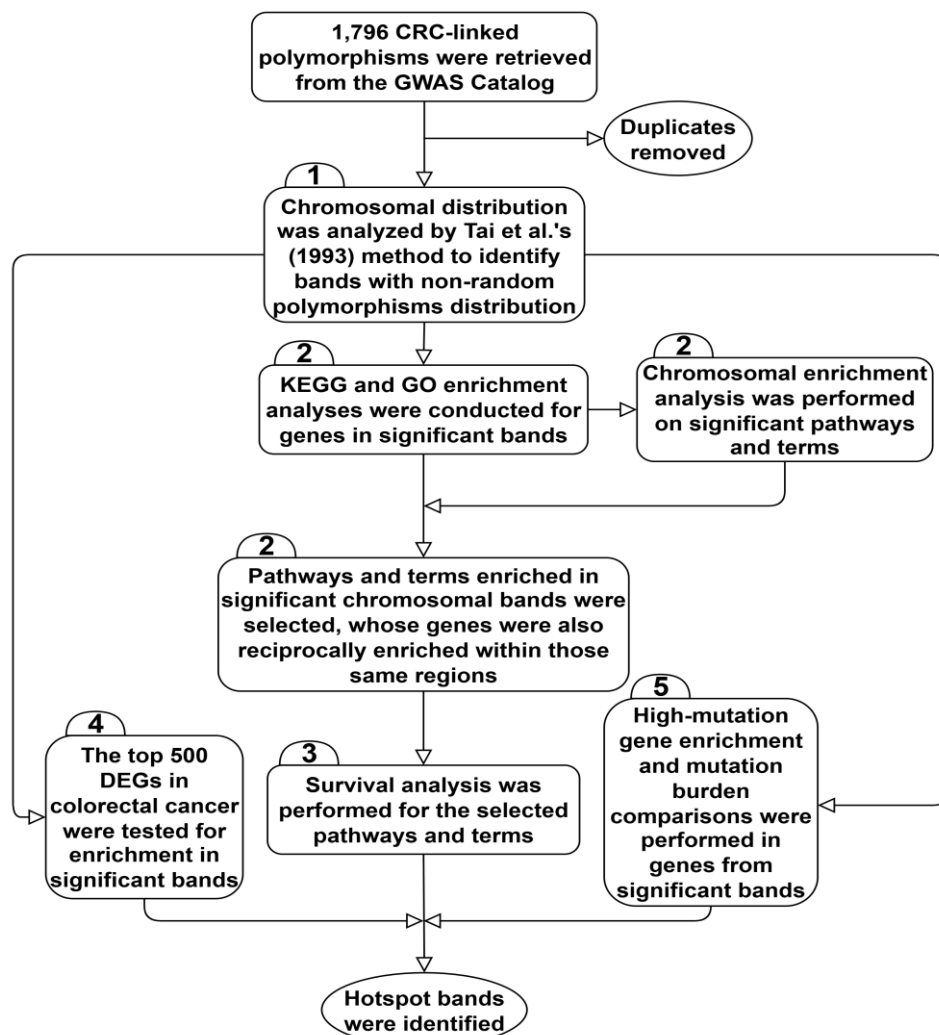 1,796 CRC-linked
polymorphisms were retrieved
from the GWAS Catalog
Duplicates
removed
1
Chromosomal distribution
was analyzed by Tai et al.'s
(1993) method to identify
bands with non-random
polymorphisms distribution
2
KEGG and GO enrichment
analyses were conducted for
genes in significant bands
2
Chromosomal enrichment
analysis was performed
on significant pathways
and terms
2
Pathways and terms enriched in
significant chromosomal bands were
selected, whose genes were also
reciprocally enriched within those
same regions
4
The top 500
DEGs in
colorectal cancer
were tested for
enrichment in
significant bands
3
Survival analysis was
performed for the selected
pathways and terms
5
High-mutation
gene enrichment
and mutation
burden
comparisons were
performed in
genes from
significant bands
Hotspot bands
were identified